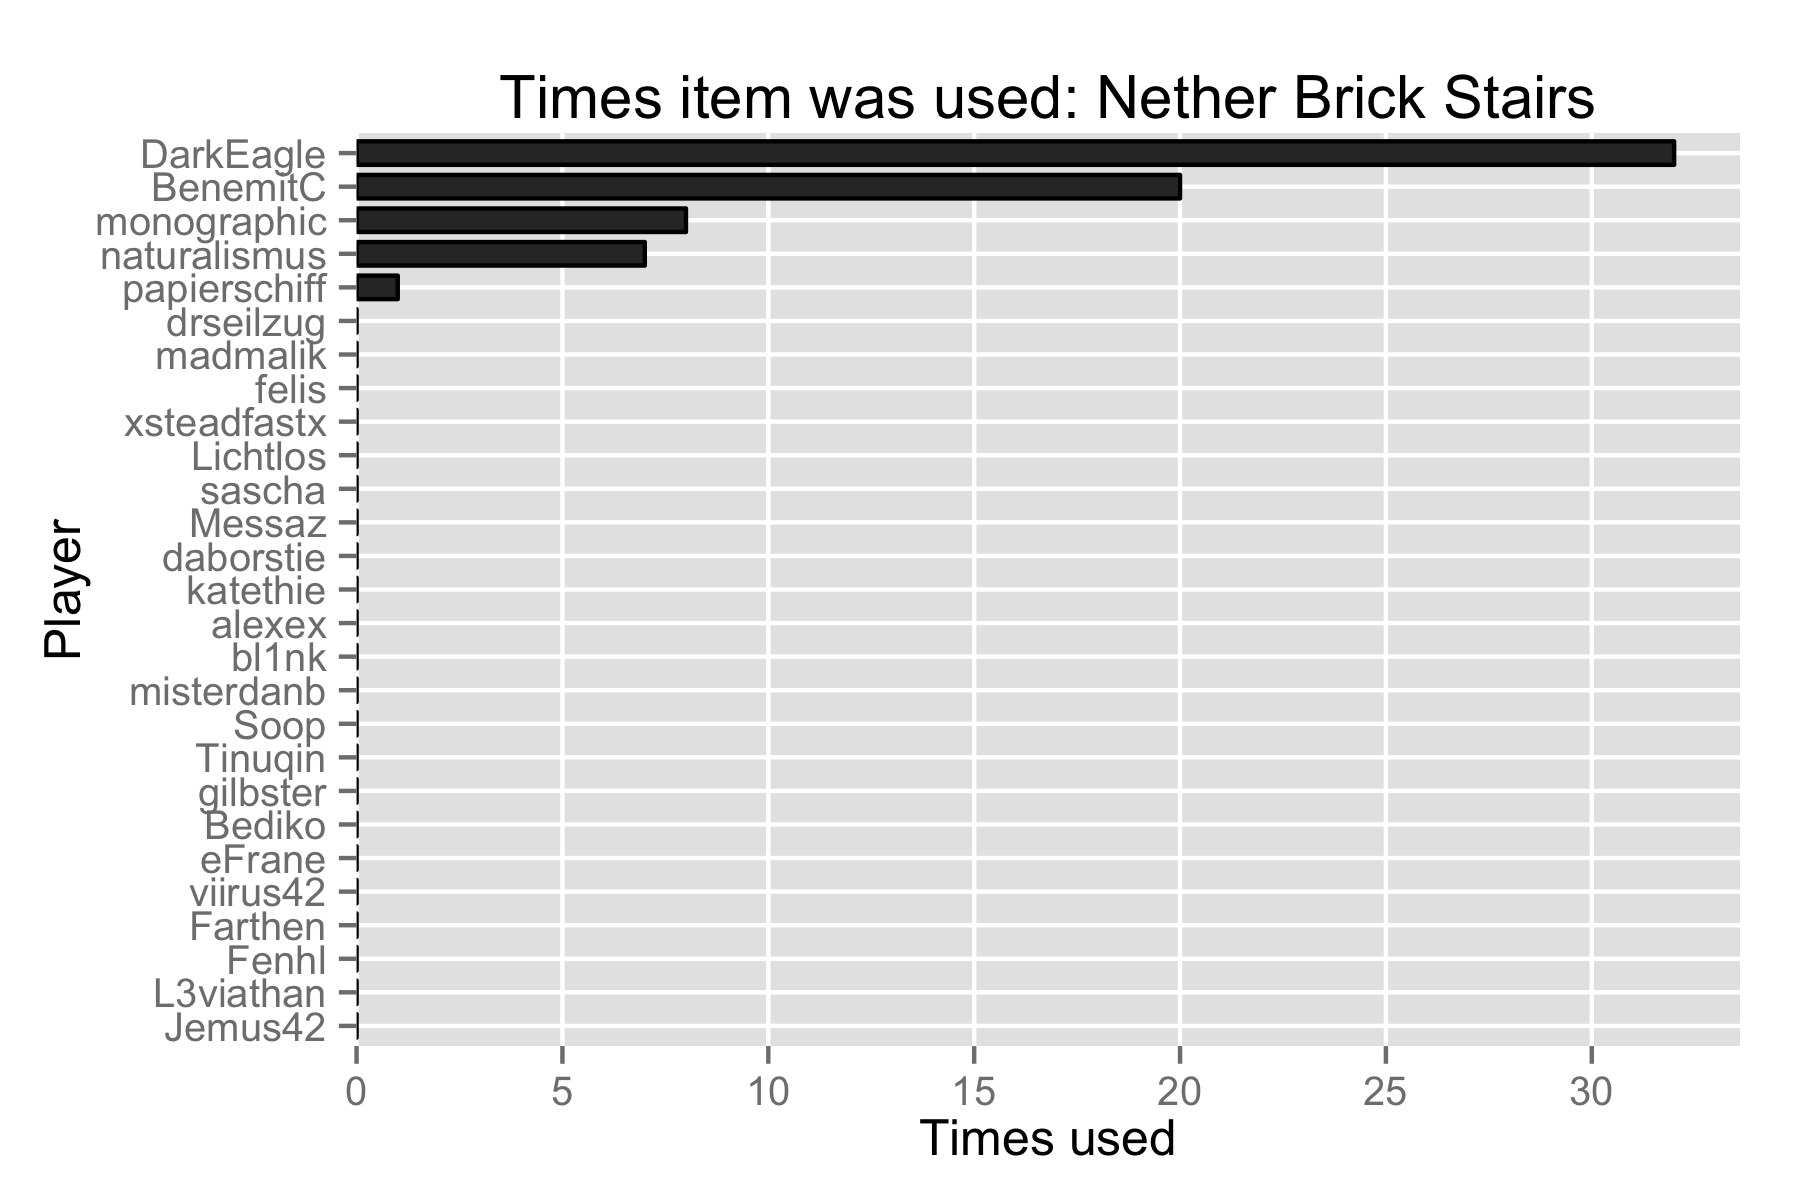 Times item was used: Nether Brick Stairs
DarkEagle
BenemitC
monographic
naturalismus
papierschiff
drseilzug
madmalik
felis
xsteadfastx
Lichtlos
sascha
Messaz
daborstie
katethie
alexex
bl1nk
misterdanb
Soop
Tinuqin
gilbster
Bediko
eFrane
viirus42
Farthen
Fenhl
L3viathan
Jemus42
Player
0 5 10 15 20 25 30
Times used